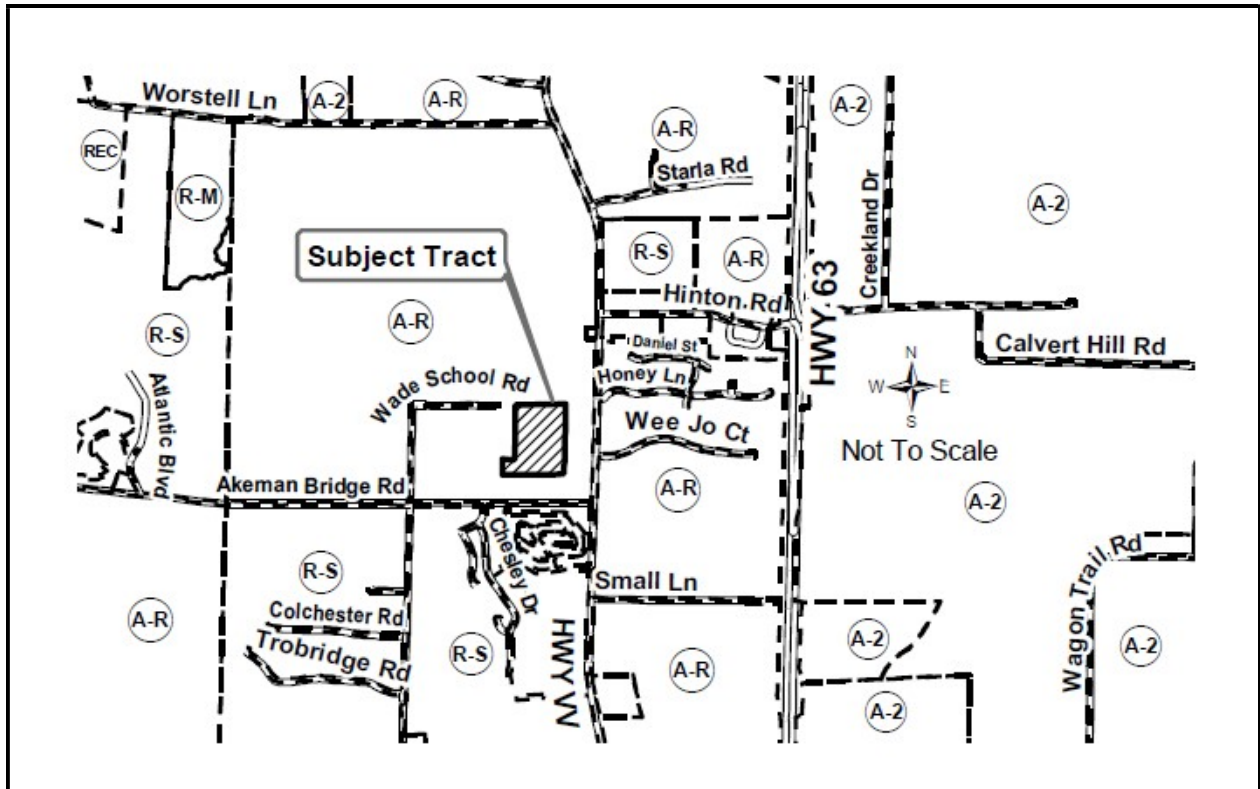 Worstell Ln
A-2
A-R
A-2
A-R
REC
Starla Rd
R-M
Creekland Dr
A-2
Subject Tract
R-S
A-R
HWY 63
Hinton Rd
A-R
R-S
Daniel St
Calvert Hill Rd
Wade School Rd
Honey Ln
N
W
E
S
Atlantic Blvd
Wee Jo Ct
Not To Scale
Akeman Bridge Rd
A-R
A-2
Chesley Dr
Wagon Trail Rd
R-S
Small Ln
Colchester Rd
A-R
Trobridge Rd
R-S
HWY VV
A-R
A-2
A-2
A-2